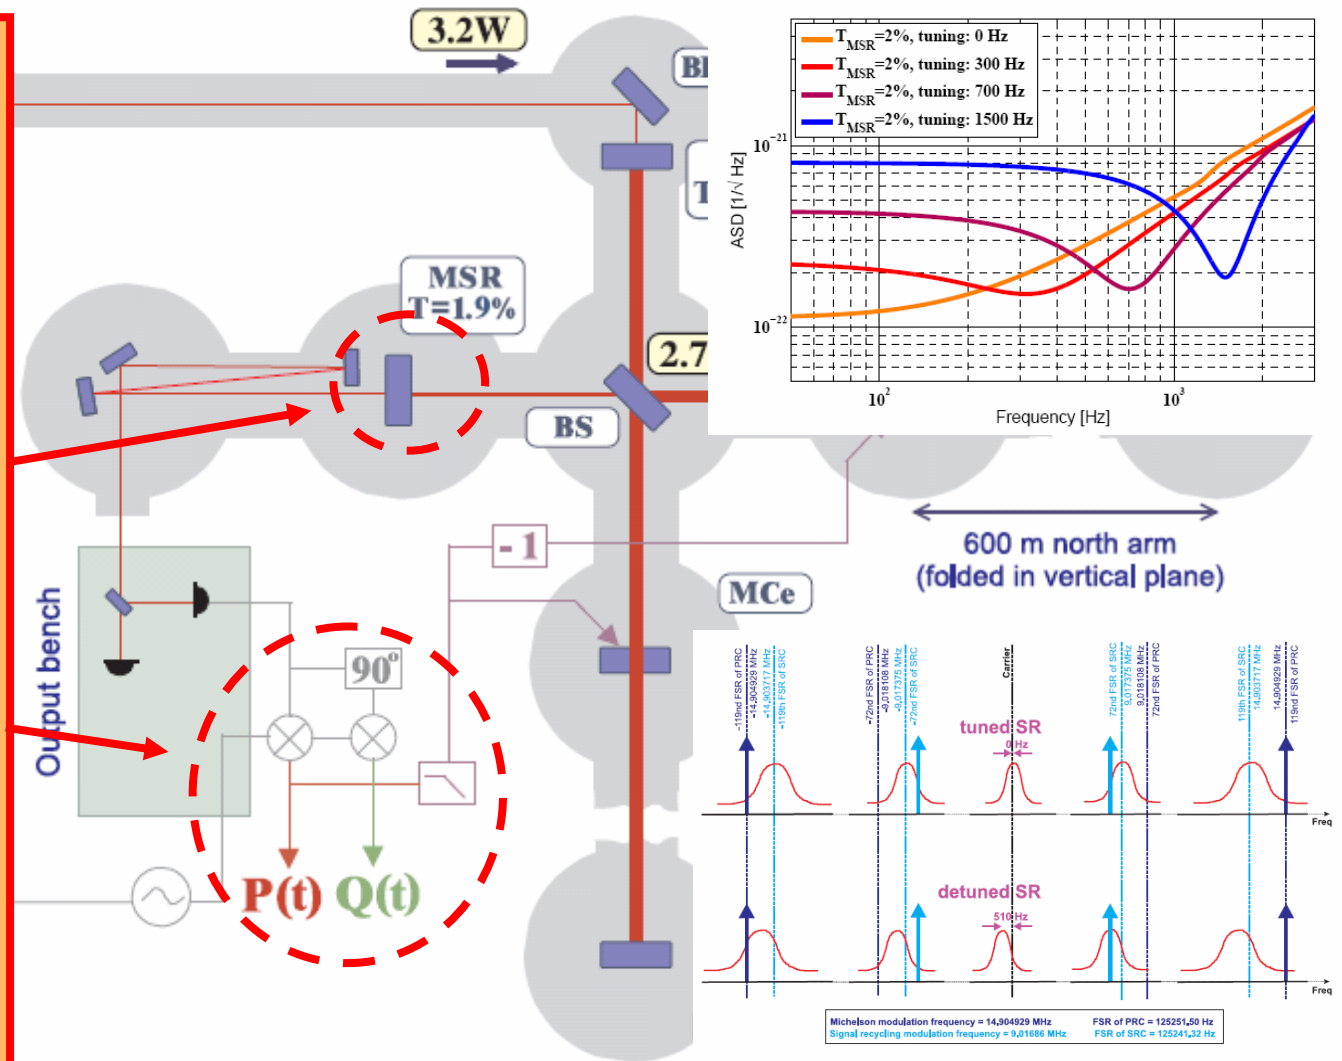 3.2W
MSR
T=1.9%
BS
2.7
- 1
MCe
600 m north arm
(folded in vertical plane)
Output bench
90°
P(t) Q(t)
T_MSR=2%, tuning: 0 Hz
T_MSR=2%, tuning: 300 Hz
T_MSR=2%, tuning: 700 Hz
T_MSR=2%, tuning: 1500 Hz
ASD [1/√ Hz]
10^-21
10^-22
10^2
10^3
Frequency [Hz]
-119nd FSR of PRC
-14,904929 MHz
-14,903717 MHz
-119th FSR of SRC
-72nd FSR of PRC
-9,018108 MHz
-9,017375 MHz
-72nd FSR of SRC
Carrier
72nd FSR of SRC
9,017375 MHz
9,018108 MHz
72nd FSR of PRC
119th FSR of SRC
14,903717 MHz
14,904929 MHz
119nd FSR of PRC
tuned SR
0 Hz
Freq
detuned SR
510 Hz
Freq
Michelson modulation frequency = 14,904929 MHz FSR of PRC = 125251,50 Hz
Signal recycling modulation frequency = 9,01686 MHz FSR of SRC = 125241,32 Hz